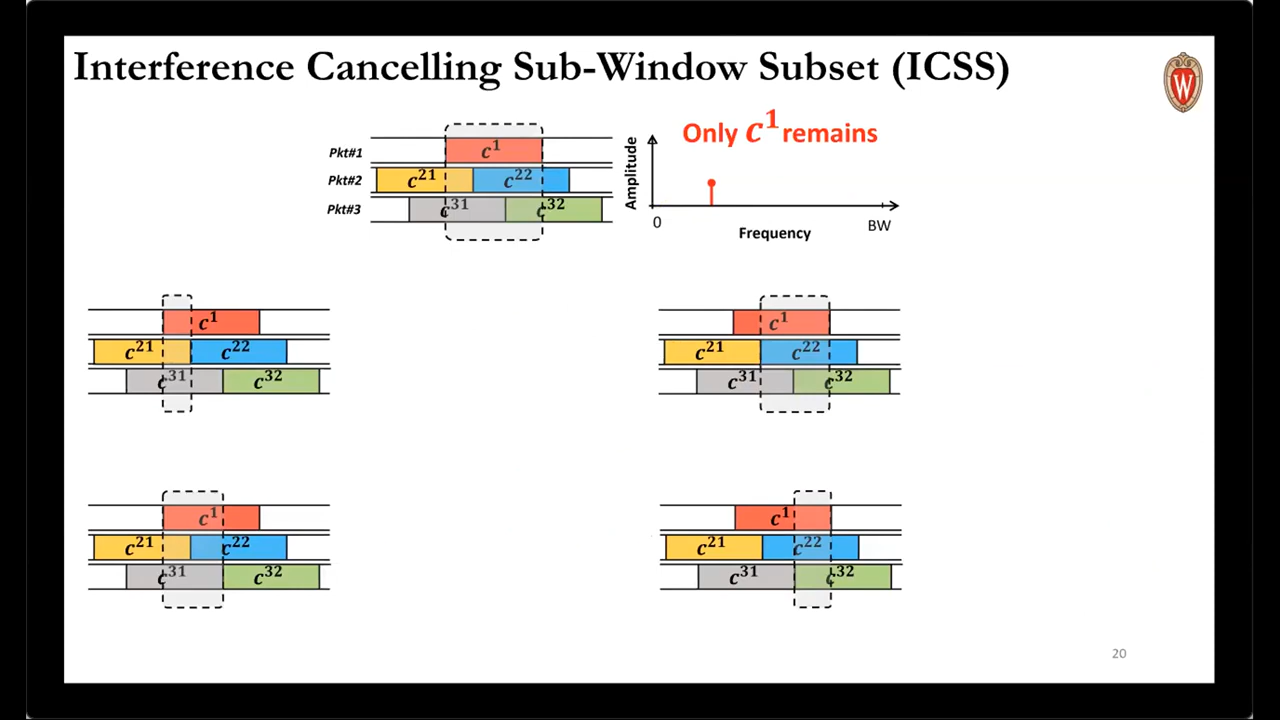 Interference Cancelling Sub-Window Subset (ICSS)
W
Only c¹ remains
Pkt#1 c¹
Pkt#2 c²¹ c²²
Pkt#3 c³¹ c³²
Amplitude
0 BW
Frequency
c¹
c²¹ c²²
c³¹ c³²
c¹
c²¹ c²²
c³¹ c³²
c¹
c²¹ c²²
c³¹ c³²
c¹
c²¹ c²²
c³¹ c³²
20